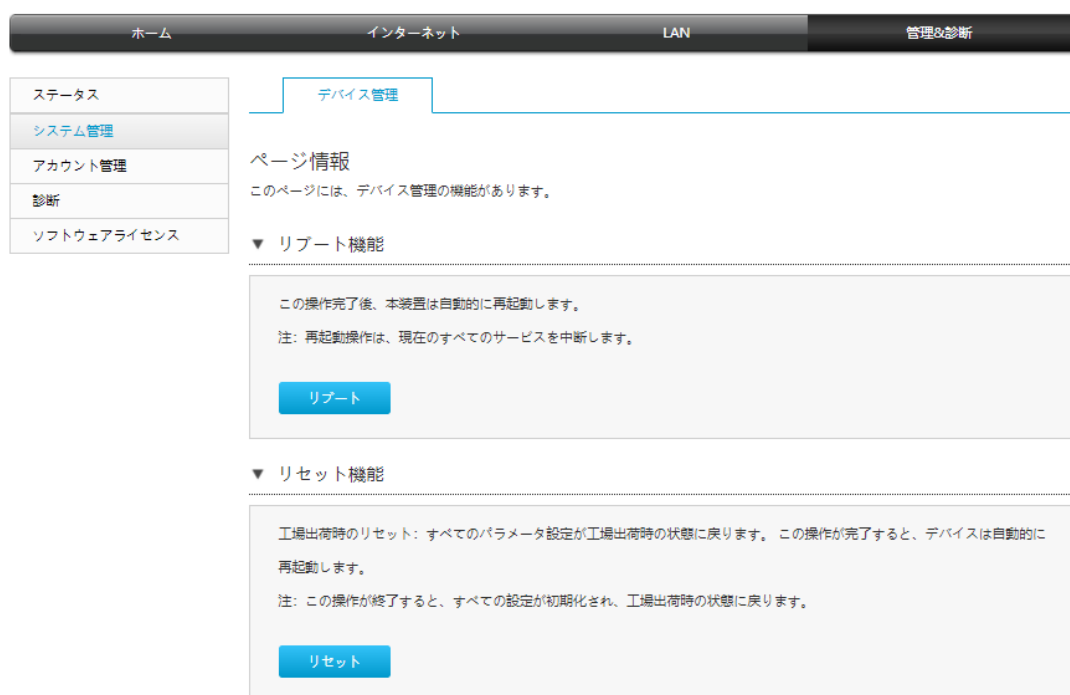 ホーム インターネット LAN 管理&診断
ステータス
システム管理
アカウント管理
診断
ソフトウェアライセンス
デバイス管理
ページ情報
このページには、デバイス管理の機能があります。
▼ リブート機能
この操作完了後、本装置は自動的に再起動します。
注: 再起動操作は、現在のすべてのサービスを中断します。
リブート
▼ リセット機能
工場出荷時のリセット: すべてのパラメータ設定が工場出荷時の状態に戻ります。 この操作が完了すると、デバイスは自動的に
再起動します。
注: この操作が終了すると、すべての設定が初期化され、工場出荷時の状態に戻ります。
リセット